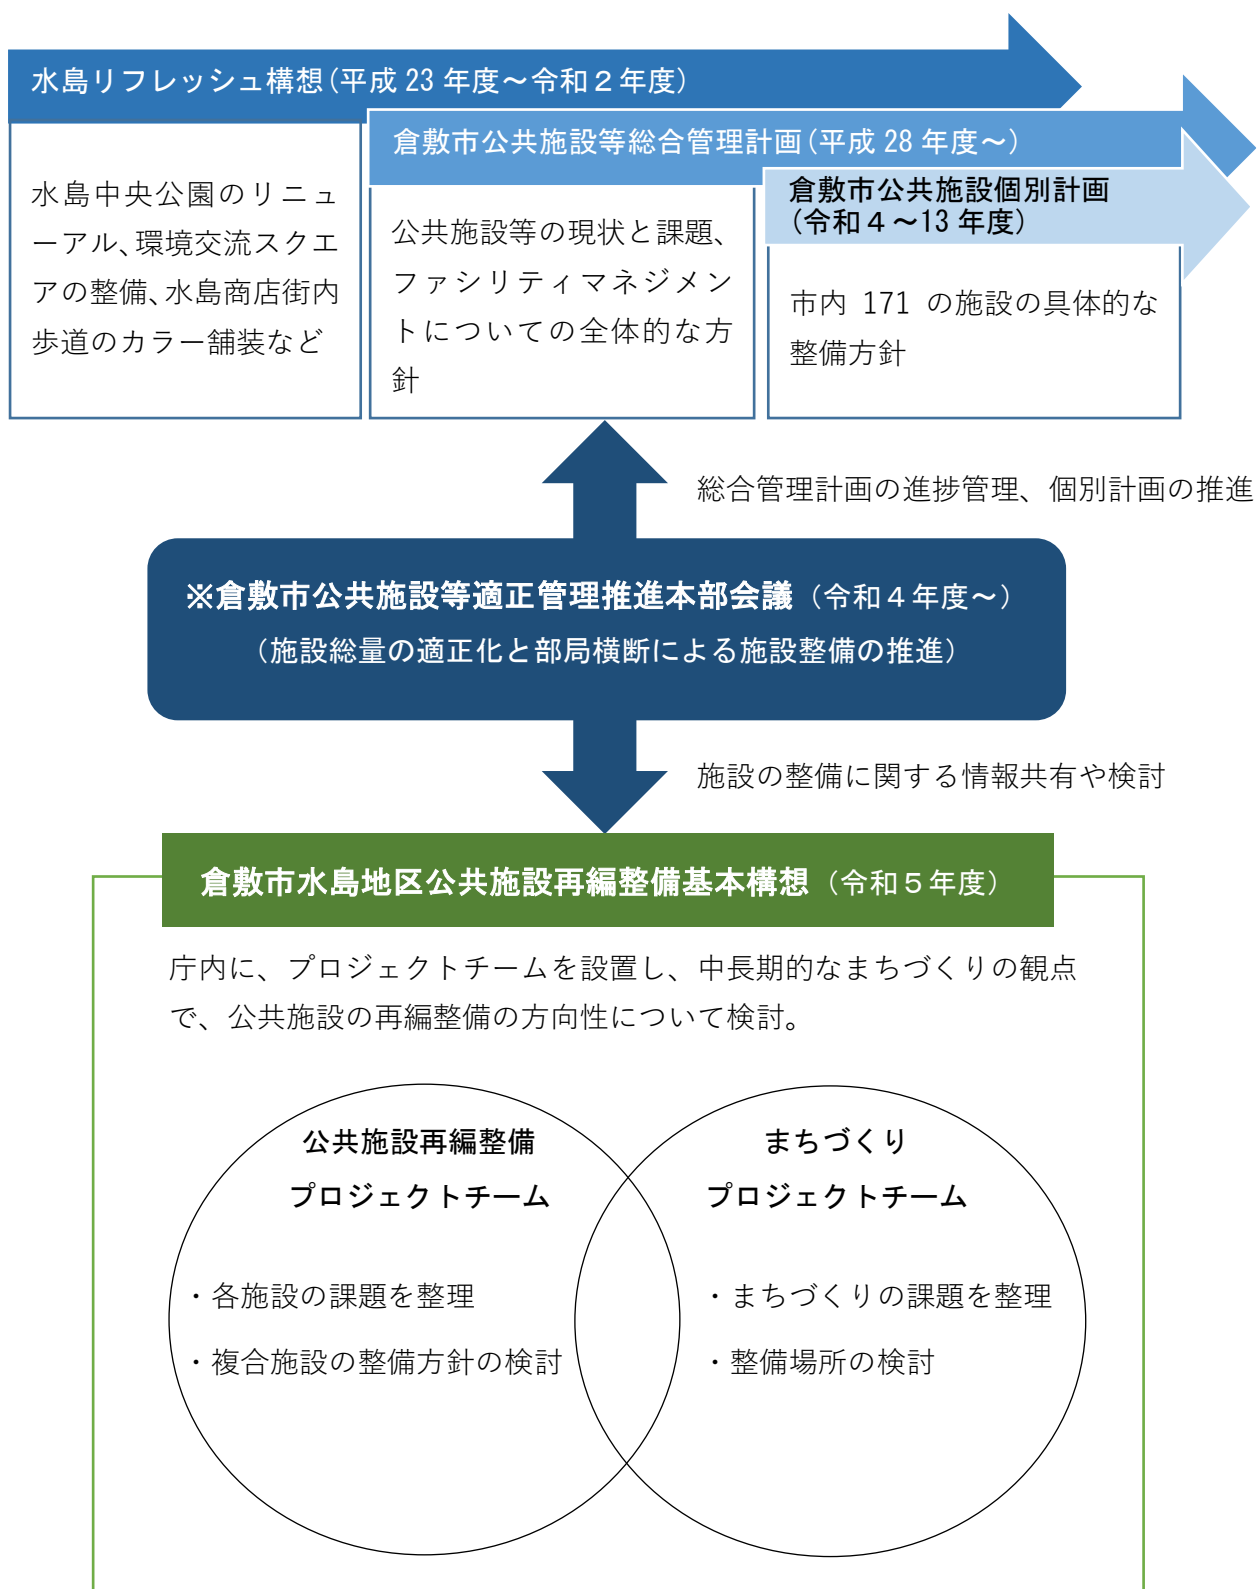 水島リフレッシュ構想(平成 23 年度～令和２年度)
倉敷市公共施設等総合管理計画(平成 28 年度～)
倉敷市公共施設個別計画
(令和４～13 年度)
水島中央公園のリニュ
ーアル、環境交流スクエ
アの整備、水島商店街内
歩道のカラー舗装など
公共施設等の現状と課題、
ファシリティマネジメン
トについての全体的な方
針
市内 171 の施設の具体的な
整備方針
総合管理計画の進捗管理、個別計画の推進
※倉敷市公共施設等適正管理推進本部会議（令和４年度～）
（施設総量の適正化と部局横断による施設整備の推進）
施設の整備に関する情報共有や検討
倉敷市水島地区公共施設再編整備基本構想（令和５年度）
庁内に、プロジェクトチームを設置し、中長期的なまちづくりの観点
で、公共施設の再編整備の方向性について検討。
公共施設再編整備
プロジェクトチーム
・各施設の課題を整理
・複合施設の整備方針の検討
まちづくり
プロジェクトチーム
・まちづくりの課題を整理
・整備場所の検討